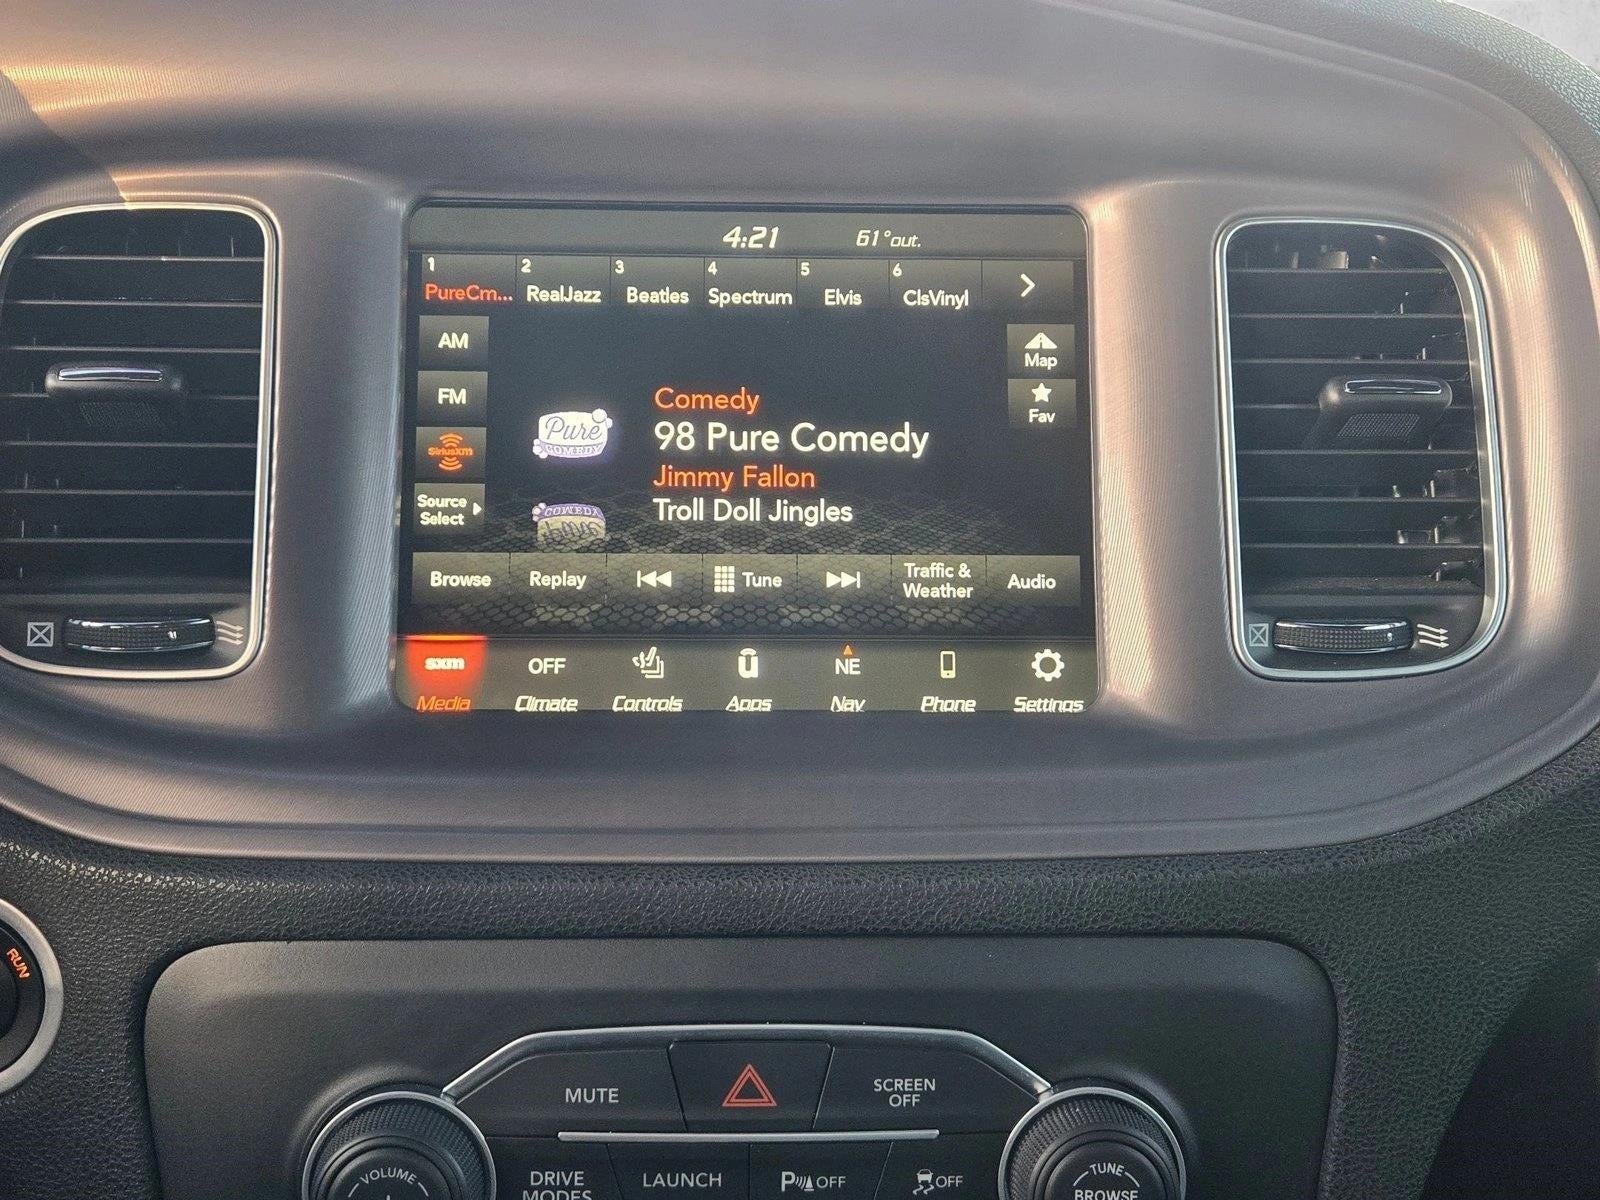 4:21 61°out.
1 2 3 4 5 6
PureCm... RealJazz Beatles Spectrum Elvis ClsVinyl
AM
Map
FM
Fav
SiriusXM
Source
Select
Pure
COMEDY
Comedy
98 Pure Comedy
Jimmy Fallon
Troll Doll Jingles
Browse Replay Tune Traffic & Audio
Weather
sxm OFF u NE
Media Climate Controls Apps Nav Phone Settings
RUN
MUTE SCREEN
OFF
VOLUME DRIVE LAUNCH P OFF OFF TUNE
MODES BROWSE